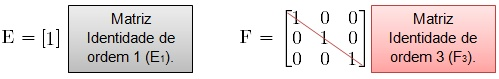 E = [1]
Matriz
Identidade de
ordem 1 (E₁).
F = [1 0 0
0 1 0
0 0 1]
Matriz
Identidade de
ordem 3 (F₃).